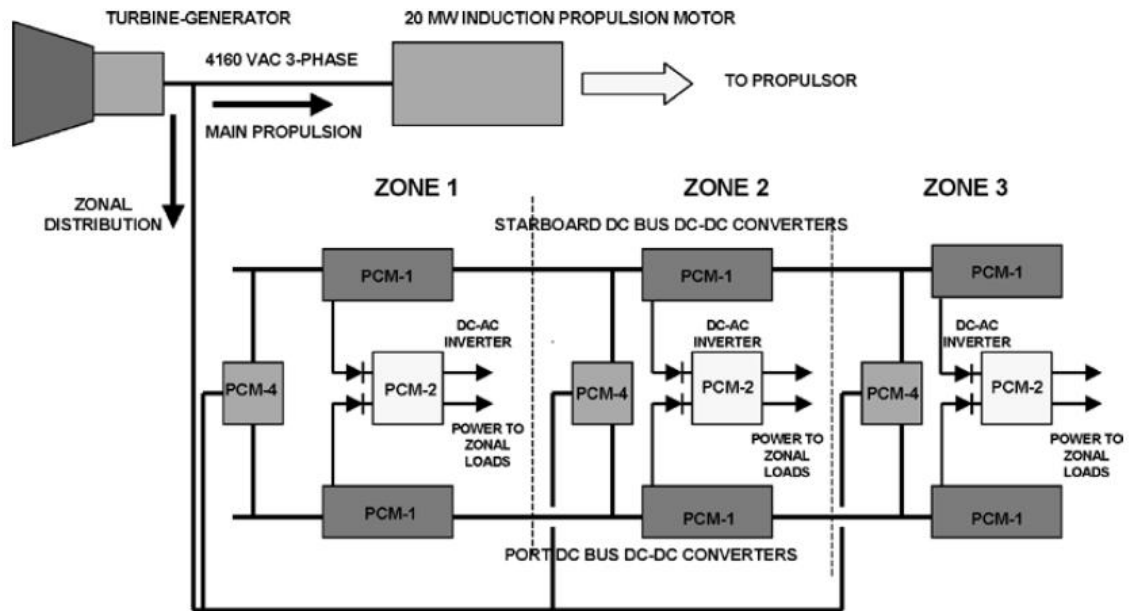 TURBINE-GENERATOR
20 MW INDUCTION PROPULSION MOTOR
4160 VAC 3-PHASE
TO PROPULSOR
MAIN PROPULSION
ZONAL
DISTRIBUTION
ZONE 1
ZONE 2
ZONE 3
STARBOARD DC BUS DC-DC CONVERTERS
PCM-1
PCM-1
PCM-1
DC-AC
INVERTER
DC-AC
INVERTER
DC-AC
INVERTER
PCM-4
PCM-2
PCM-4
PCM-2
PCM-4
PCM-2
POWER TO
ZONAL
LOADS
POWER TO
ZONAL
LOADS
POWER TO
ZONAL
LOADS
PCM-1
PCM-1
PCM-1
PORT DC BUS DC-DC CONVERTERS